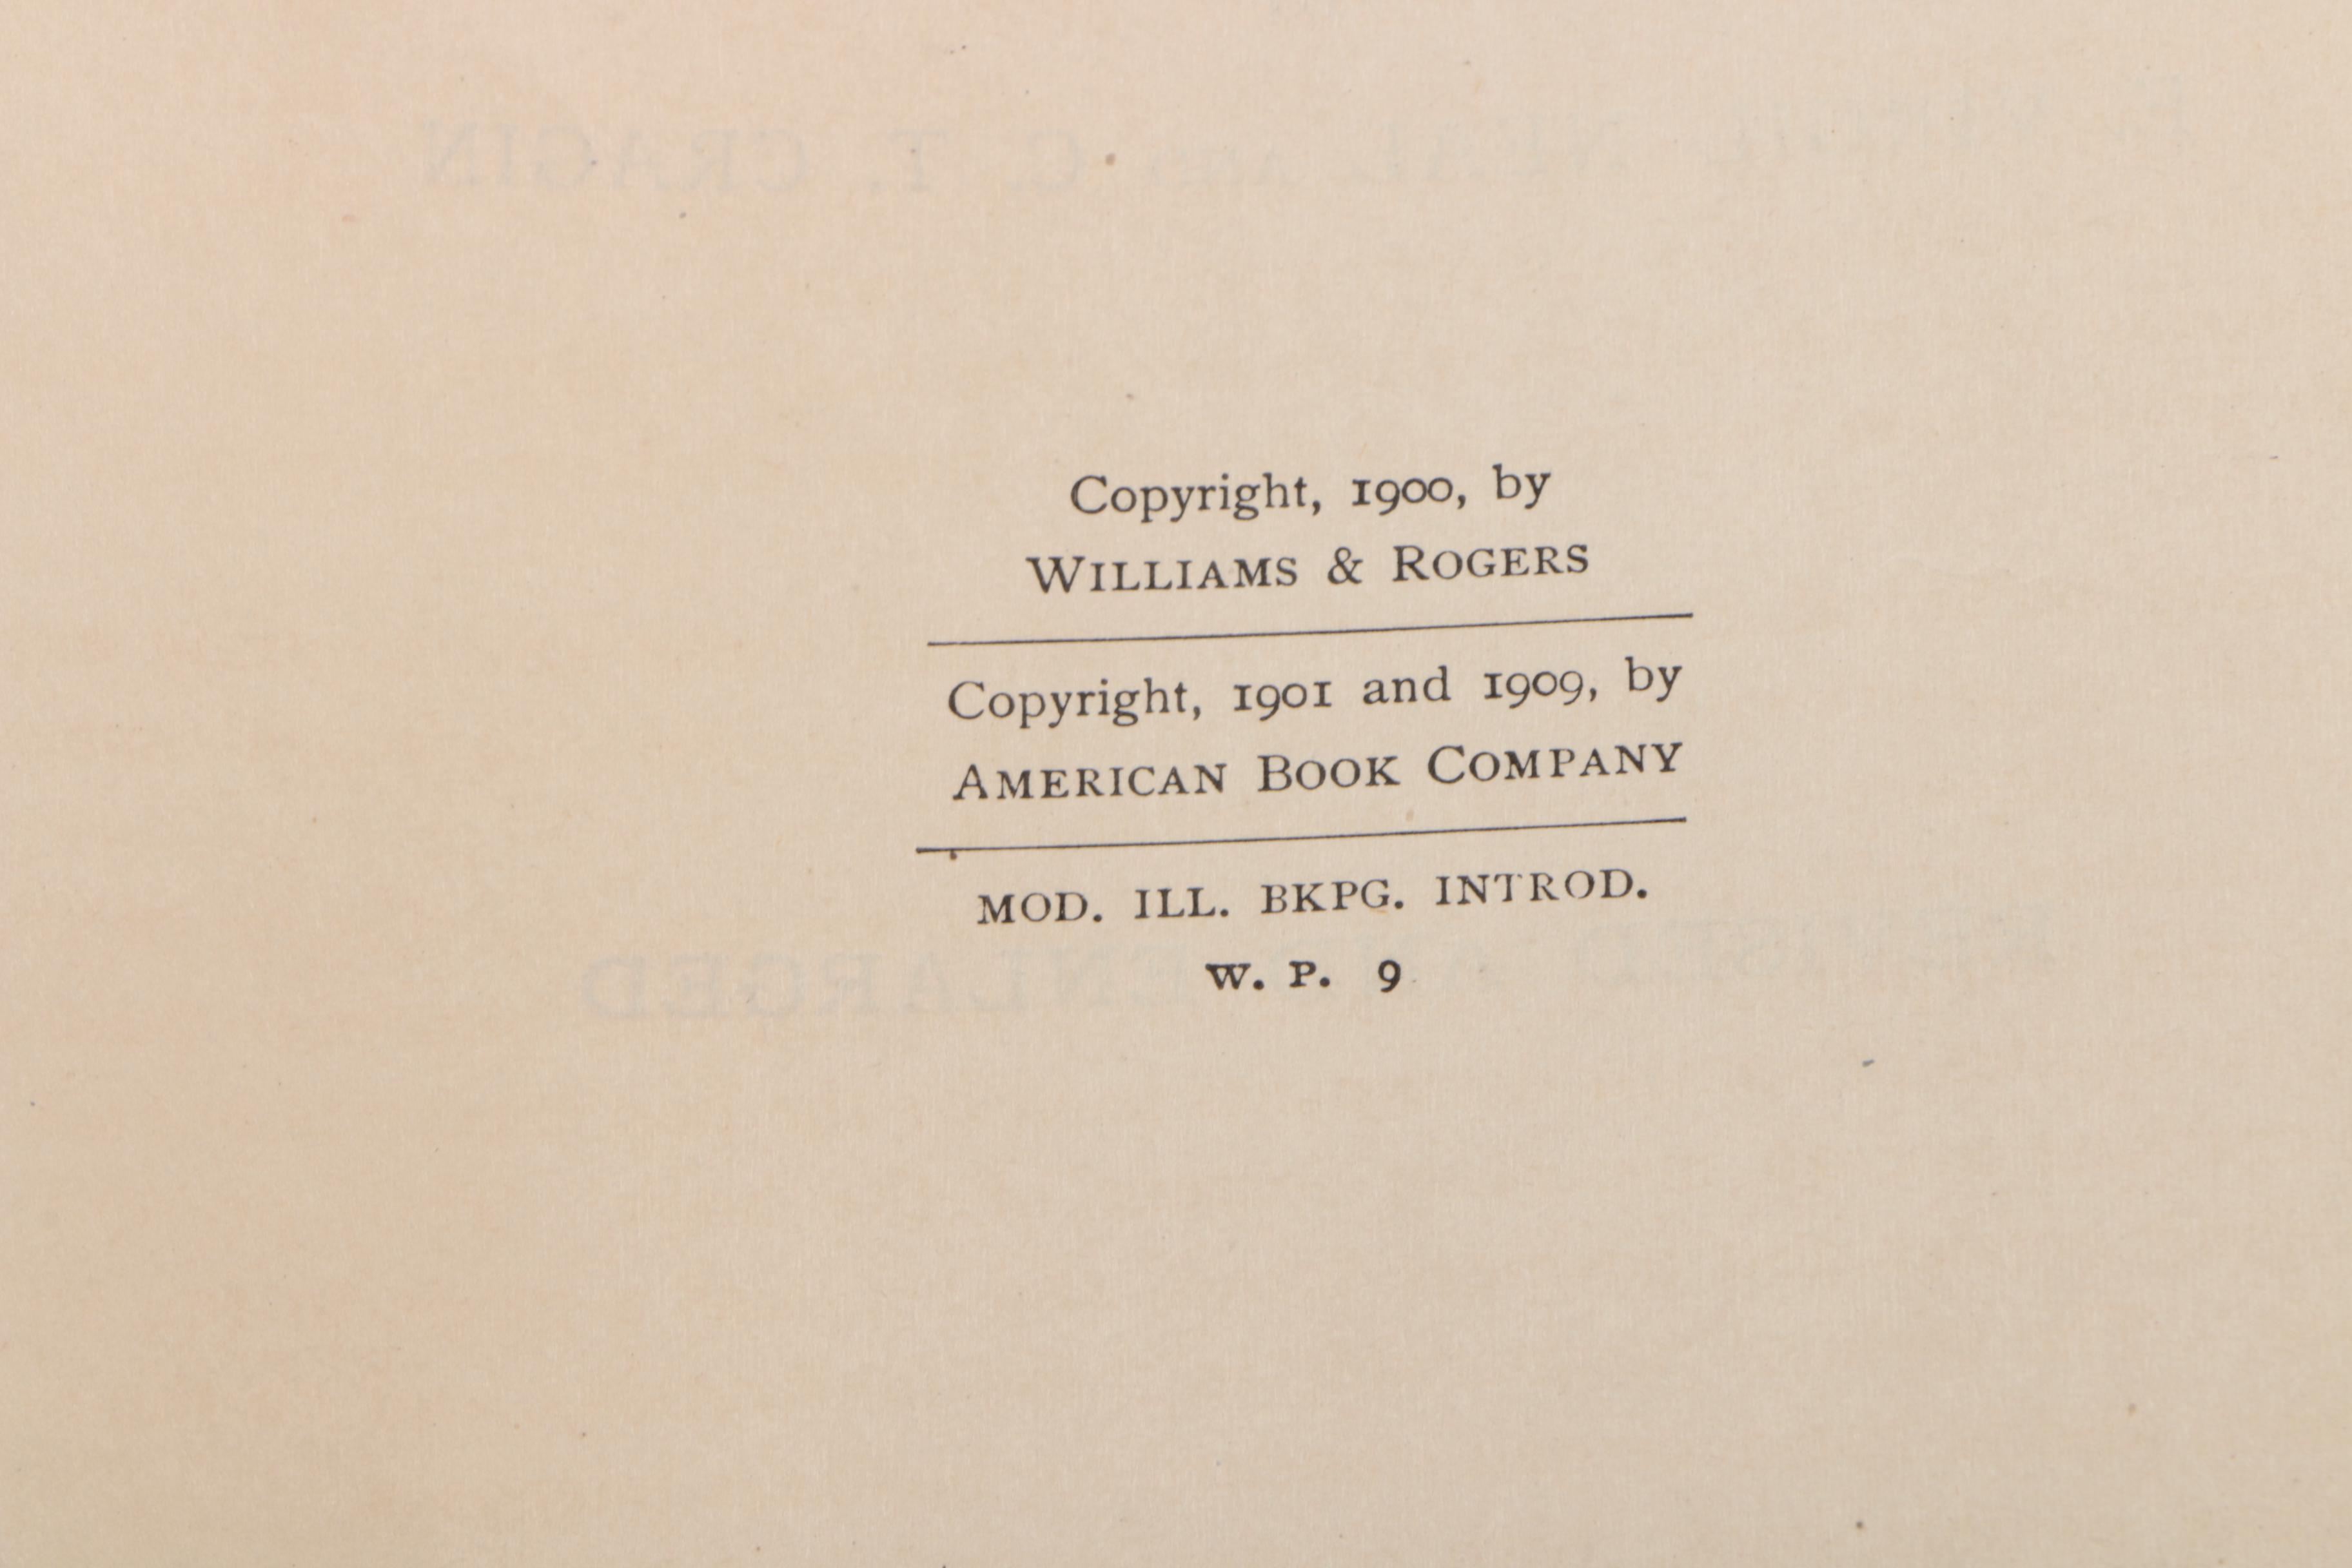 Copyright, 1900, by
WILLIAMS & ROGERS
Copyright, 1901 and 1909, by
AMERICAN BOOK COMPANY
MOD. ILL. BKPG. INTROD.
W. P. 9